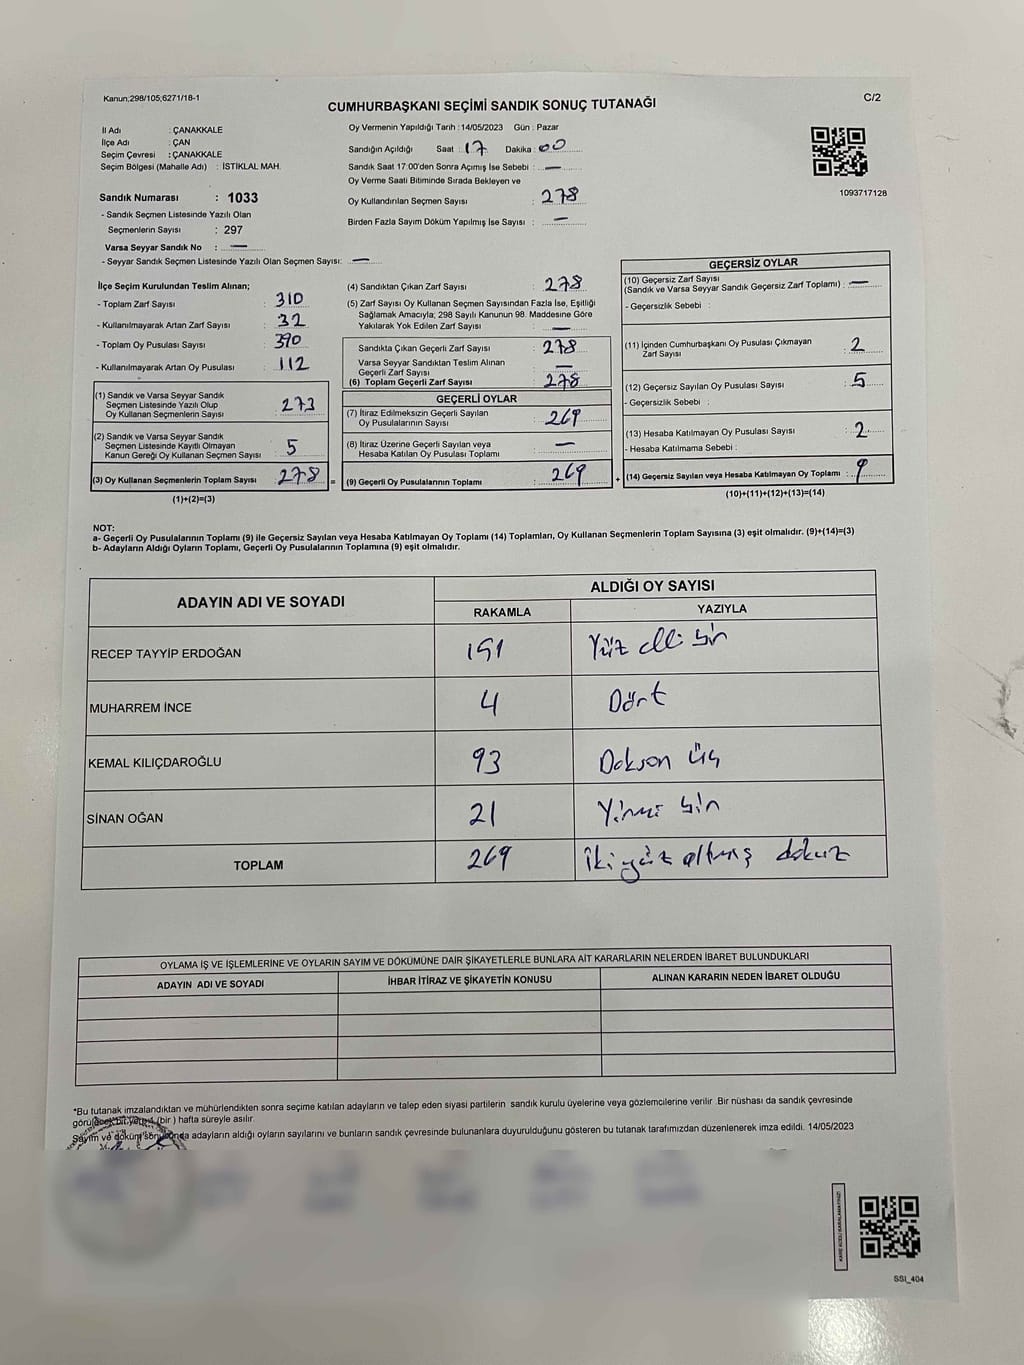 Kanun;298/105;6271/18-1
CUMHURBAŞKANI SEÇİMİ SANDIK SONUÇ TUTANAĞI
C/2
İl Adı : ÇANAKKALE
İlçe Adı : ÇAN
Seçim Çevresi : ÇANAKKALE
Seçim Bölgesi (Mahalle Adı) : İSTİKLAL MAH.
Sandık Numarası : 1033
- Sandık Seçmen Listesinde Yazılı Olan
Seçmenlerin Sayısı : 297
Varsa Seyyar Sandık No : —
- Seyyar Sandık Seçmen Listesinde Yazılı Olan Seçmen Sayısı: —
Oy Vermenin Yapıldığı Tarih :14/05/2023 Gün : Pazar
Sandığın Açıldığı Saat : 17 Dakika : 00
Sandık Saat 17:00'den Sonra Açımış İse Sebebi : —
Oy Verme Saati Bitiminde Sırada Bekleyen ve
Oy Kullandırılan Seçmen Sayısı : 278
Birden Fazla Sayım Döküm Yapılmış İse Sayısı : —
1093717128
İlçe Seçim Kurulundan Teslim Alınan;
- Toplam Zarf Sayısı : 310
- Kullanılmayarak Artan Zarf Sayısı : 32
- Toplam Oy Pusulası Sayısı : 390
- Kullanılmayarak Artan Oy Pusulası : 112
(1) Sandık ve Varsa Seyyar Sandık
Seçmen Listesinde Yazılı Olup
Oy Kullanan Seçmenlerin Sayısı : 273
(2) Sandık ve Varsa Seyyar Sandık
Seçmen Listesinde Kayıtlı Olmayan
Kanun Gereği Oy Kullanan Seçmen Sayısı : 5
(3) Oy Kullanan Seçmenlerin Toplam Sayısı : 278 =
(1)+(2)=(3)
(4) Sandıktan Çıkan Zarf Sayısı : 278
(5) Zarf Sayısı Oy Kullanan Seçmen Sayısından Fazla İse, Eşitliği
Sağlamak Amacıyla; 298 Sayılı Kanunun 98. Maddesine Göre
Yakılarak Yok Edilen Zarf Sayısı : —
Sandıkta Çıkan Geçerli Zarf Sayısı : 278
Varsa Seyyar Sandıktan Teslim Alınan
Geçerli Zarf Sayısı : —
(6) Toplam Geçerli Zarf Sayısı : 278
GEÇERLİ OYLAR
(7) İtiraz Edilmeksizin Geçerli Sayılan
Oy Pusulalarının Sayısı : 269
(8) İtiraz Üzerine Geçerli Sayılan veya
Hesaba Katılan Oy Pusulası Toplamı : —
(9) Geçerli Oy Pusulalarının Toplamı : 269 +
GEÇERSİZ OYLAR
(10) Geçersiz Zarf Sayısı
(Sandık ve Varsa Seyyar Sandık Geçersiz Zarf Toplamı) : —
- Geçersizlik Sebebi :
(11) İçinden Cumhurbaşkanı Oy Pusulası Çıkmayan
Zarf Sayısı : 2
(12) Geçersiz Sayılan Oy Pusulası Sayısı : 5
- Geçersizlik Sebebi :
(13) Hesaba Katılmayan Oy Pusulası Sayısı : 2
- Hesaba Katılmama Sebebi :
(14) Geçersiz Sayılan veya Hesaba Katılmayan Oy Toplamı : 9
(10)+(11)+(12)+(13)=(14)
NOT:
a- Geçerli Oy Pusulalarının Toplamı (9) ile Geçersiz Sayılan veya Hesaba Katılmayan Oy Toplamı (14) Toplamları, Oy Kullanan Seçmenlerin Toplam Sayısına (3) eşit olmalıdır. (9)+(14)=(3)
b- Adayların Aldığı Oyların Toplamı, Geçerli Oy Pusulalarının Toplamına (9) eşit olmalıdır.
ADAYIN ADI VE SOYADI
ALDIĞI OY SAYISI
RAKAMLA YAZIYLA
RECEP TAYYİP ERDOĞAN 151 Yüz elli bir
MUHARREM İNCE 4 Dört
KEMAL KILIÇDAROĞLU 93 Doksan üç
SİNAN OĞAN 21 Yirmi bir
TOPLAM 269 İkiyüz altmış dokuz
OYLAMA İŞ VE İŞLEMLERİNE VE OYLARIN SAYIM VE DÖKÜMÜNE DAİR ŞİKAYETLERLE BUNLARA AİT KARARLARIN NELERDEN İBARET BULUNDUKLARI
ADAYIN ADI VE SOYADI İHBAR İTİRAZ VE ŞİKAYETİN KONUSU ALINAN KARARIN NEDEN İBARET OLDUĞU
*Bu tutanak imzalandıktan ve mühürlendikten sonra seçime katılan adayların ve talep eden siyasi partilerin sandık kurulu üyelerine veya gözlemcilerine verilir .Bir nüshası da sandık çevresinde
(bir ) hafta süreyle asılır.
Sayım ve döküm adayların aldığı oyların sayılarını ve bunların sandık çevresinde bulunanlara duyurulduğunu gösteren bu tutanak tarafımızdan düzenlenerek imza edildi. 14/05/2023
SSI_404